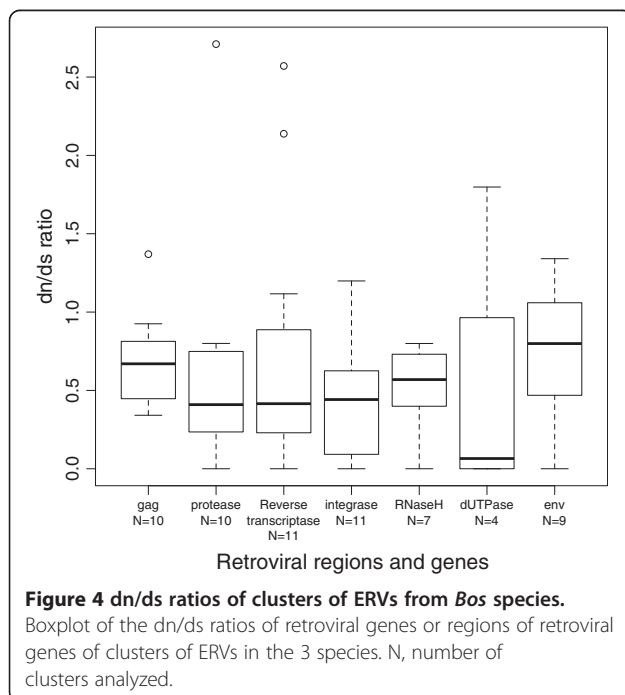 2.5
2.0
1.5
1.0
0.5
0.0
dn/ds ratio
gag
N=10
protease
N=10
Reverse
transcriptase
N=11
integrase
N=11
RNaseH
N=7
dUTPase
N=4
env
N=9
Retroviral regions and genes
Figure 4 dn/ds ratios of clusters of ERVs from Bos species.
Boxplot of the dn/ds ratios of retroviral genes or regions of retroviral
genes of clusters of ERVs in the 3 species. N, number of
clusters analyzed.